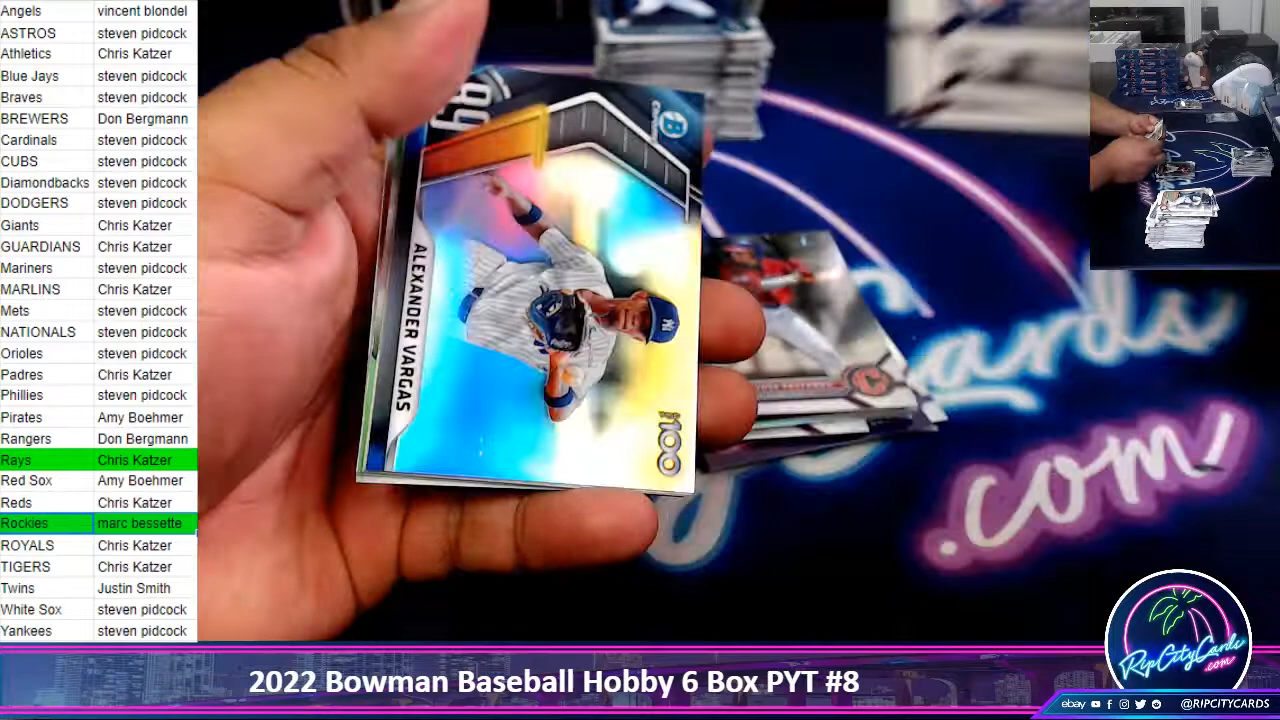 Angels vincent blondel
ASTROS steven pidcock
Athletics Chris Katzer
Blue Jays steven pidcock
Braves steven pidcock
BREWERS Don Bergmann
Cardinals steven pidcock
CUBS steven pidcock
Diamondbacks steven pidcock
DODGERS steven pidcock
Giants Chris Katzer
GUARDIANS Chris Katzer
Mariners steven pidcock
MARLINS Chris Katzer
Mets steven pidcock
NATIONALS steven pidcock
Orioles steven pidcock
Padres Chris Katzer
Phillies steven pidcock
Pirates Amy Boehmer
Rangers Don Bergmann
Rays Chris Katzer
Red Sox Amy Boehmer
Reds Chris Katzer
Rockies marc bessette
ROYALS Chris Katzer
TIGERS Chris Katzer
Twins Justin Smith
White Sox steven pidcock
Yankees steven pidcock
B
ALEXANDER VARGAS
100
Cards
.com
RipCityCards
.com
2022 Bowman Baseball Hobby 6 Box PYT #8
ebay @RIPCITYCARDS